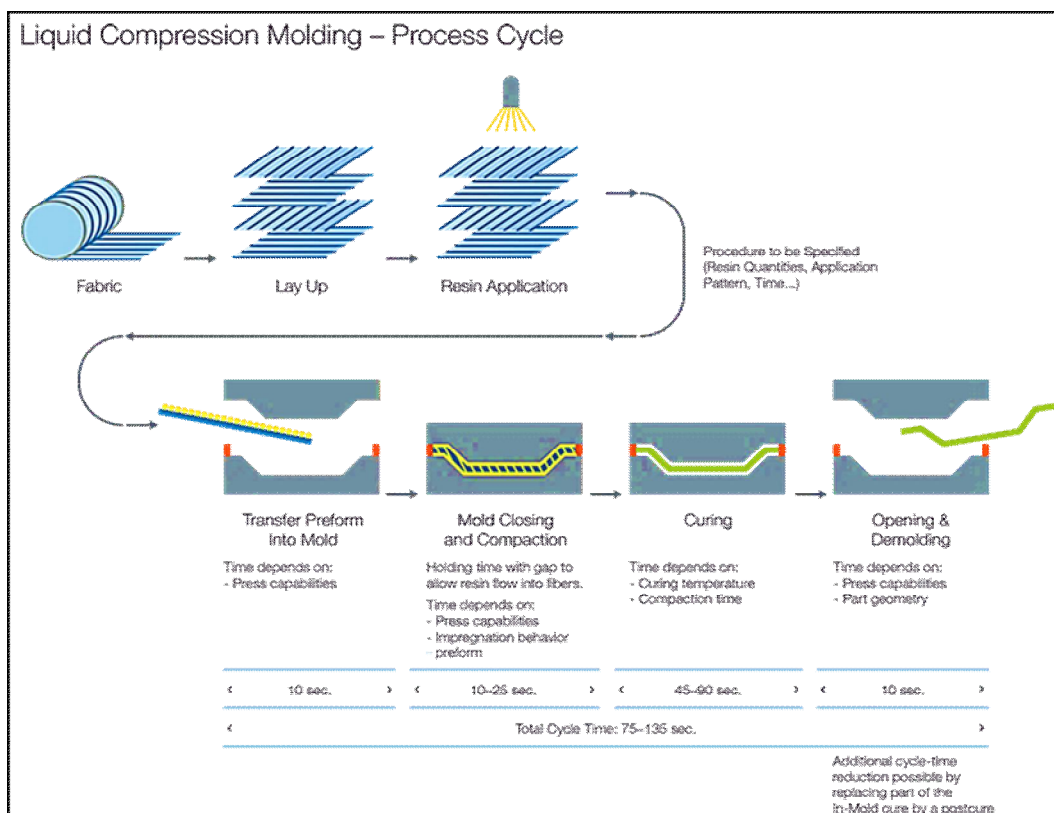 Liquid Compression Molding – Process Cycle
Fabric
Lay Up
Resin Application
Procedure to be Specified
(Resin Quantities, Application
Pattern, Time...)
Transfer Preform
Into Mold
Time depends on:
- Press capabilities
Mold Closing
and Compaction
Holding time with gap to
allow resin flow into fibers.
Time depends on:
- Press capabilities
- Impregnation behavior
- preform
Curing
Time depends on:
- Curing temperature
- Compaction time
Opening &
Demolding
Time depends on:
- Press capabilities
- Part geometry
10 sec.
10–25 sec.
45–90 sec.
10 sec.
Total Cycle Time: 75–135 sec.
Additional cycle-time
reduction possible by
replacing part of the
in-Mold cure by a postcure